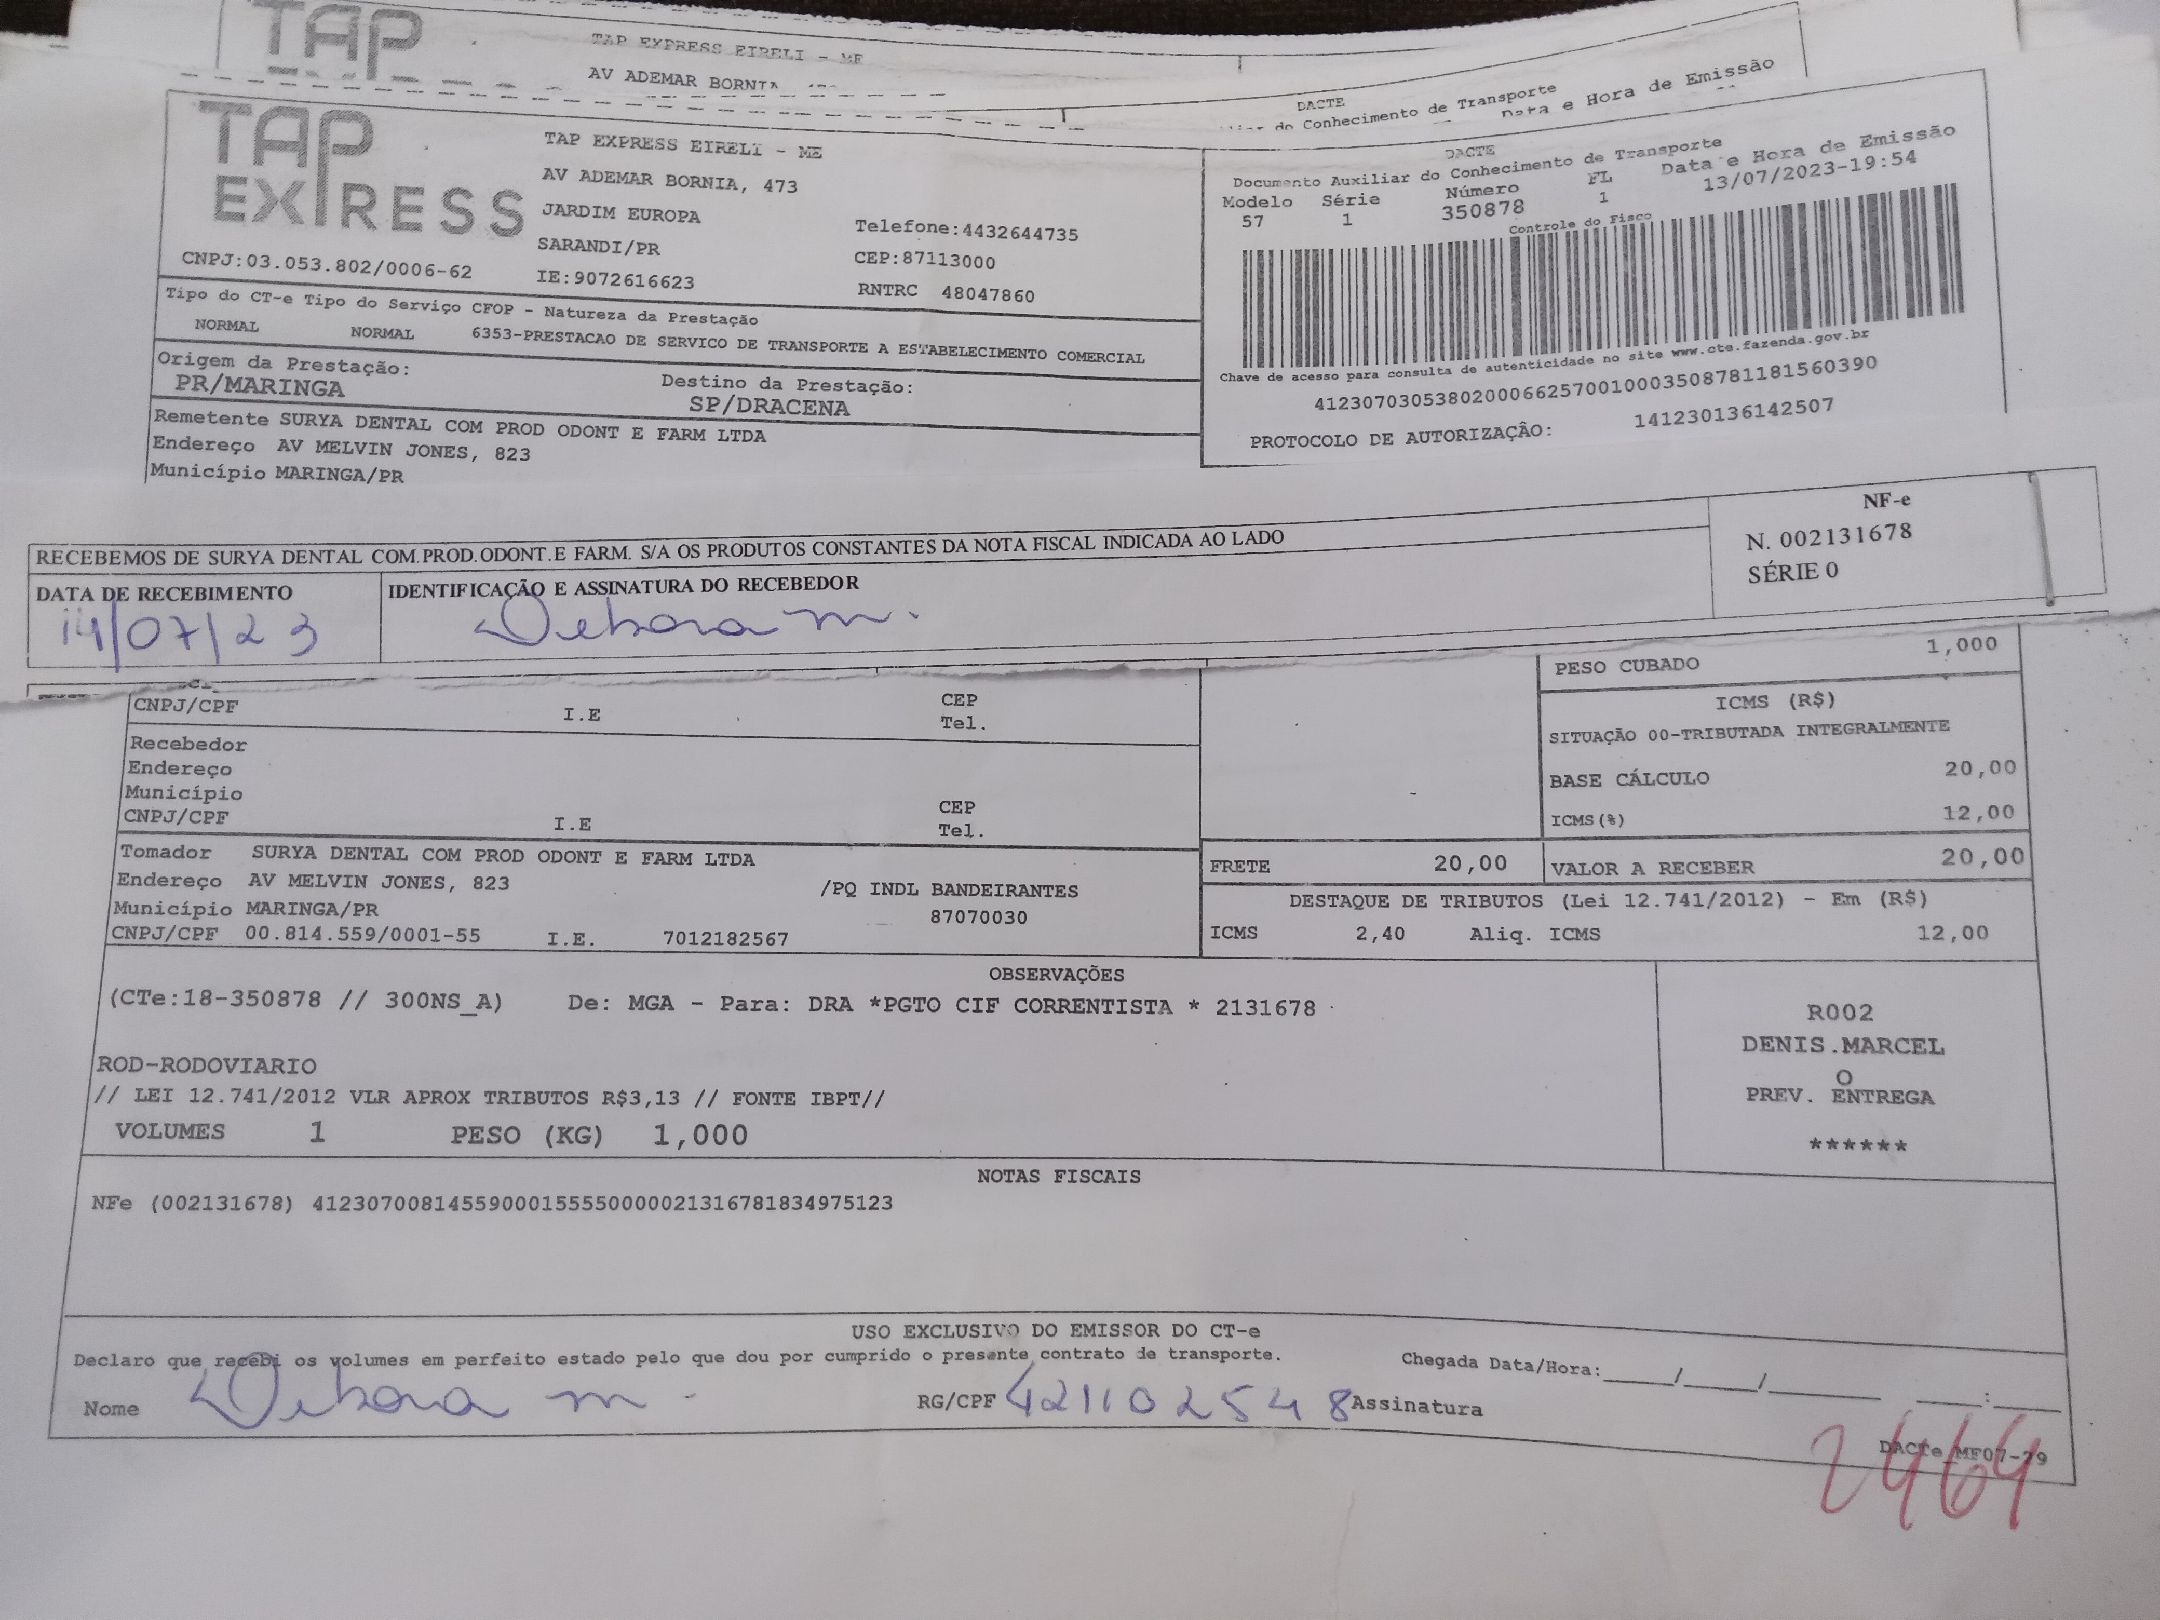 TAP
TAP EXPRESS EIRELI - ME
AV ADEMAR BORNIA
DACTE
do Conhecimento de Transporte
Data e Hora de Emissão
TAP
EXPRESS
CNPJ:03.053.802/0006-62
TAP EXPRESS EIRELI - ME
AV ADEMAR BORNIA, 473
JARDIM EUROPA
SARANDI/PR
IE:9072616623
Telefone:4432644735
CEP:87113000
RNTRC 48047860
DACTE
Documento Auxiliar do Conhecimento de Transporte
Modelo Série Número FL Data e Hora de Emissão
57 1 350878 1 13/07/2023-19:54
Controle do Fisco
Chave de acesso para consulta de autenticidade no site www.cte.fazenda.gov.br
41230703053802000662570010003508781181560390
PROTOCOLO DE AUTORIZAÇÃO: 141230136142507
Tipo do CT-e Tipo do Serviço CFOP - Natureza da Prestação
NORMAL NORMAL 6353-PRESTACAO DE SERVICO DE TRANSPORTE A ESTABELECIMENTO COMERCIAL
Origem da Prestação: Destino da Prestação:
PR/MARINGA SP/DRACENA
Remetente SURYA DENTAL COM PROD ODONT E FARM LTDA
Endereço AV MELVIN JONES, 823
Município MARINGA/PR
RECEBEMOS DE SURYA DENTAL COM.PROD.ODONT.E FARM. S/A OS PRODUTOS CONSTANTES DA NOTA FISCAL INDICADA AO LADO
NF-e
N. 002131678
SÉRIE 0
DATA DE RECEBIMENTO IDENTIFICAÇÃO E ASSINATURA DO RECEBEDOR
14/07/23 Debora m.
PESO CUBADO 1,000
CNPJ/CPF I.E CEP
Tel.
Recebedor
Endereço
Município
CNPJ/CPF I.E CEP
Tel.
ICMS (R$)
SITUAÇÃO 00-TRIBUTADA INTEGRALMENTE
BASE CÁLCULO 20,00
ICMS(%) 12,00
Tomador SURYA DENTAL COM PROD ODONT E FARM LTDA
Endereço AV MELVIN JONES, 823 /PQ INDL BANDEIRANTES
Município MARINGA/PR 87070030
CNPJ/CPF 00.814.559/0001-55 I.E. 7012182567
FRETE 20,00 VALOR A RECEBER 20,00
DESTAQUE DE TRIBUTOS (Lei 12.741/2012) - Em (R$)
ICMS 2,40 Aliq. ICMS 12,00
OBSERVAÇÕES
(CTe:18-350878 // 300NS_A) De: MGA - Para: DRA *PGTO CIF CORRENTISTA * 2131678
ROD-RODOVIARIO
// LEI 12.741/2012 VLR APROX TRIBUTOS R$3,13 // FONTE IBPT//
VOLUMES 1 PESO (KG) 1,000
R002
DENIS.MARCEL
O
PREV. ENTREGA
******
NOTAS FISCAIS
NFe (002131678) 41230700814559000155550000021316781834975123
USO EXCLUSIVO DO EMISSOR DO CT-e
Declaro que recebi os volumes em perfeito estado pelo que dou por cumprido o presente contrato de transporte. Chegada Data/Hora:_____/_____/_______ ____:____
Nome Debora m. RG/CPF 421102548 Assinatura
DACTe_MF07-29
2464